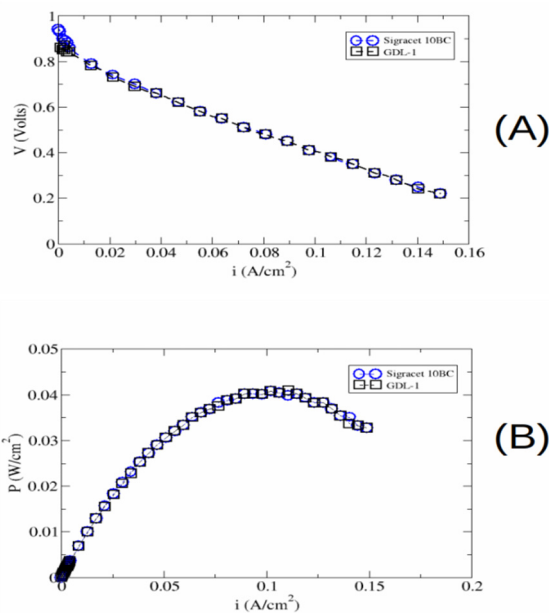 1
0.8
0.6
0.4
0.2
0
V (Volts)
Sigracet 10BC
GDL-1
(A)
0 0.02 0.04 0.06 0.08 0.1 0.12 0.14 0.16
i (A/cm²)
0.05
0.04
0.03
0.02
0.01
0
P (W/cm²)
Sigracet 10BC
GDL-1
(B)
0 0.05 0.1 0.15 0.2
i (A/cm²)